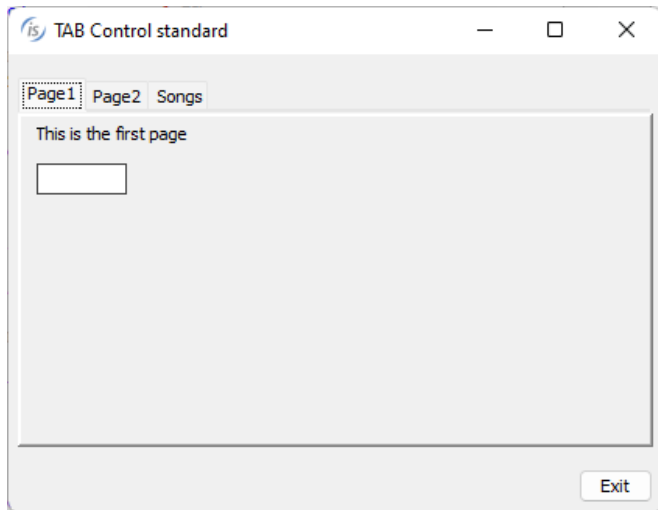 is TAB Control standard
Page1 Page2 Songs
This is the first page
Exit